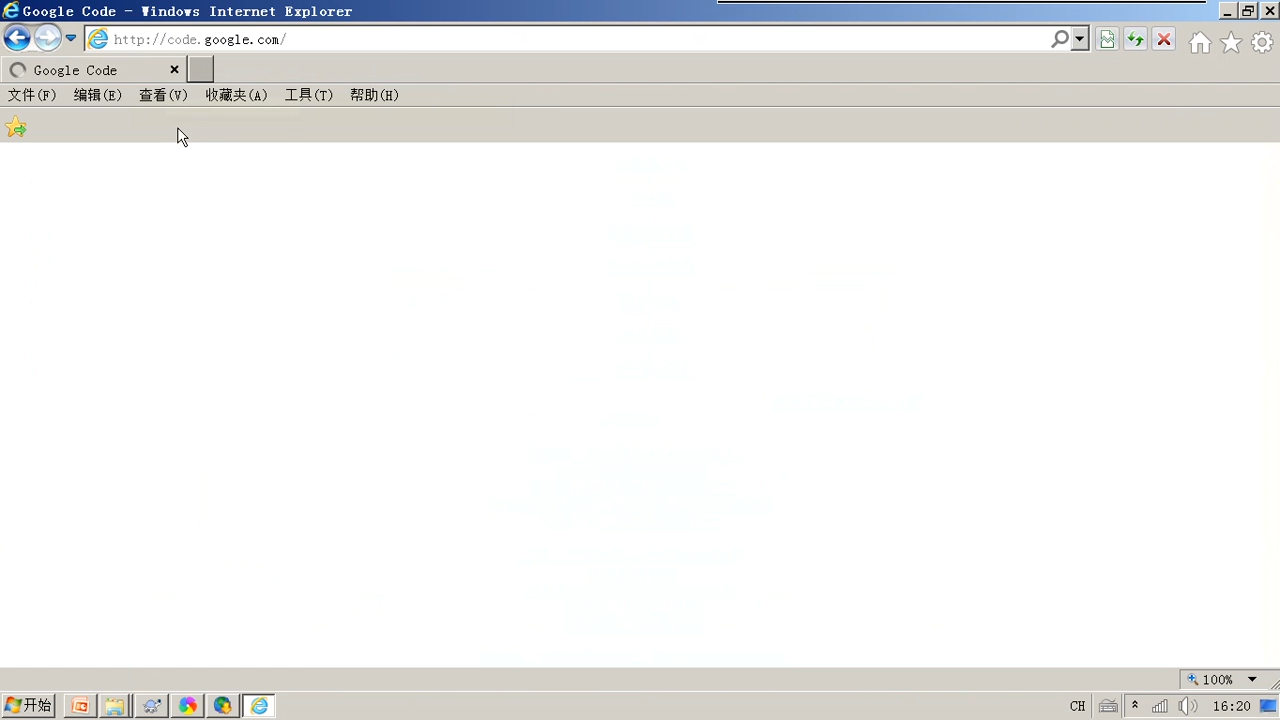 Google Code - Windows Internet Explorer
http://code.google.com/
Google Code
文件(F) 编辑(E) 查看(V) 收藏夹(A) 工具(T) 帮助(H)
100%
开始 CH 16:20